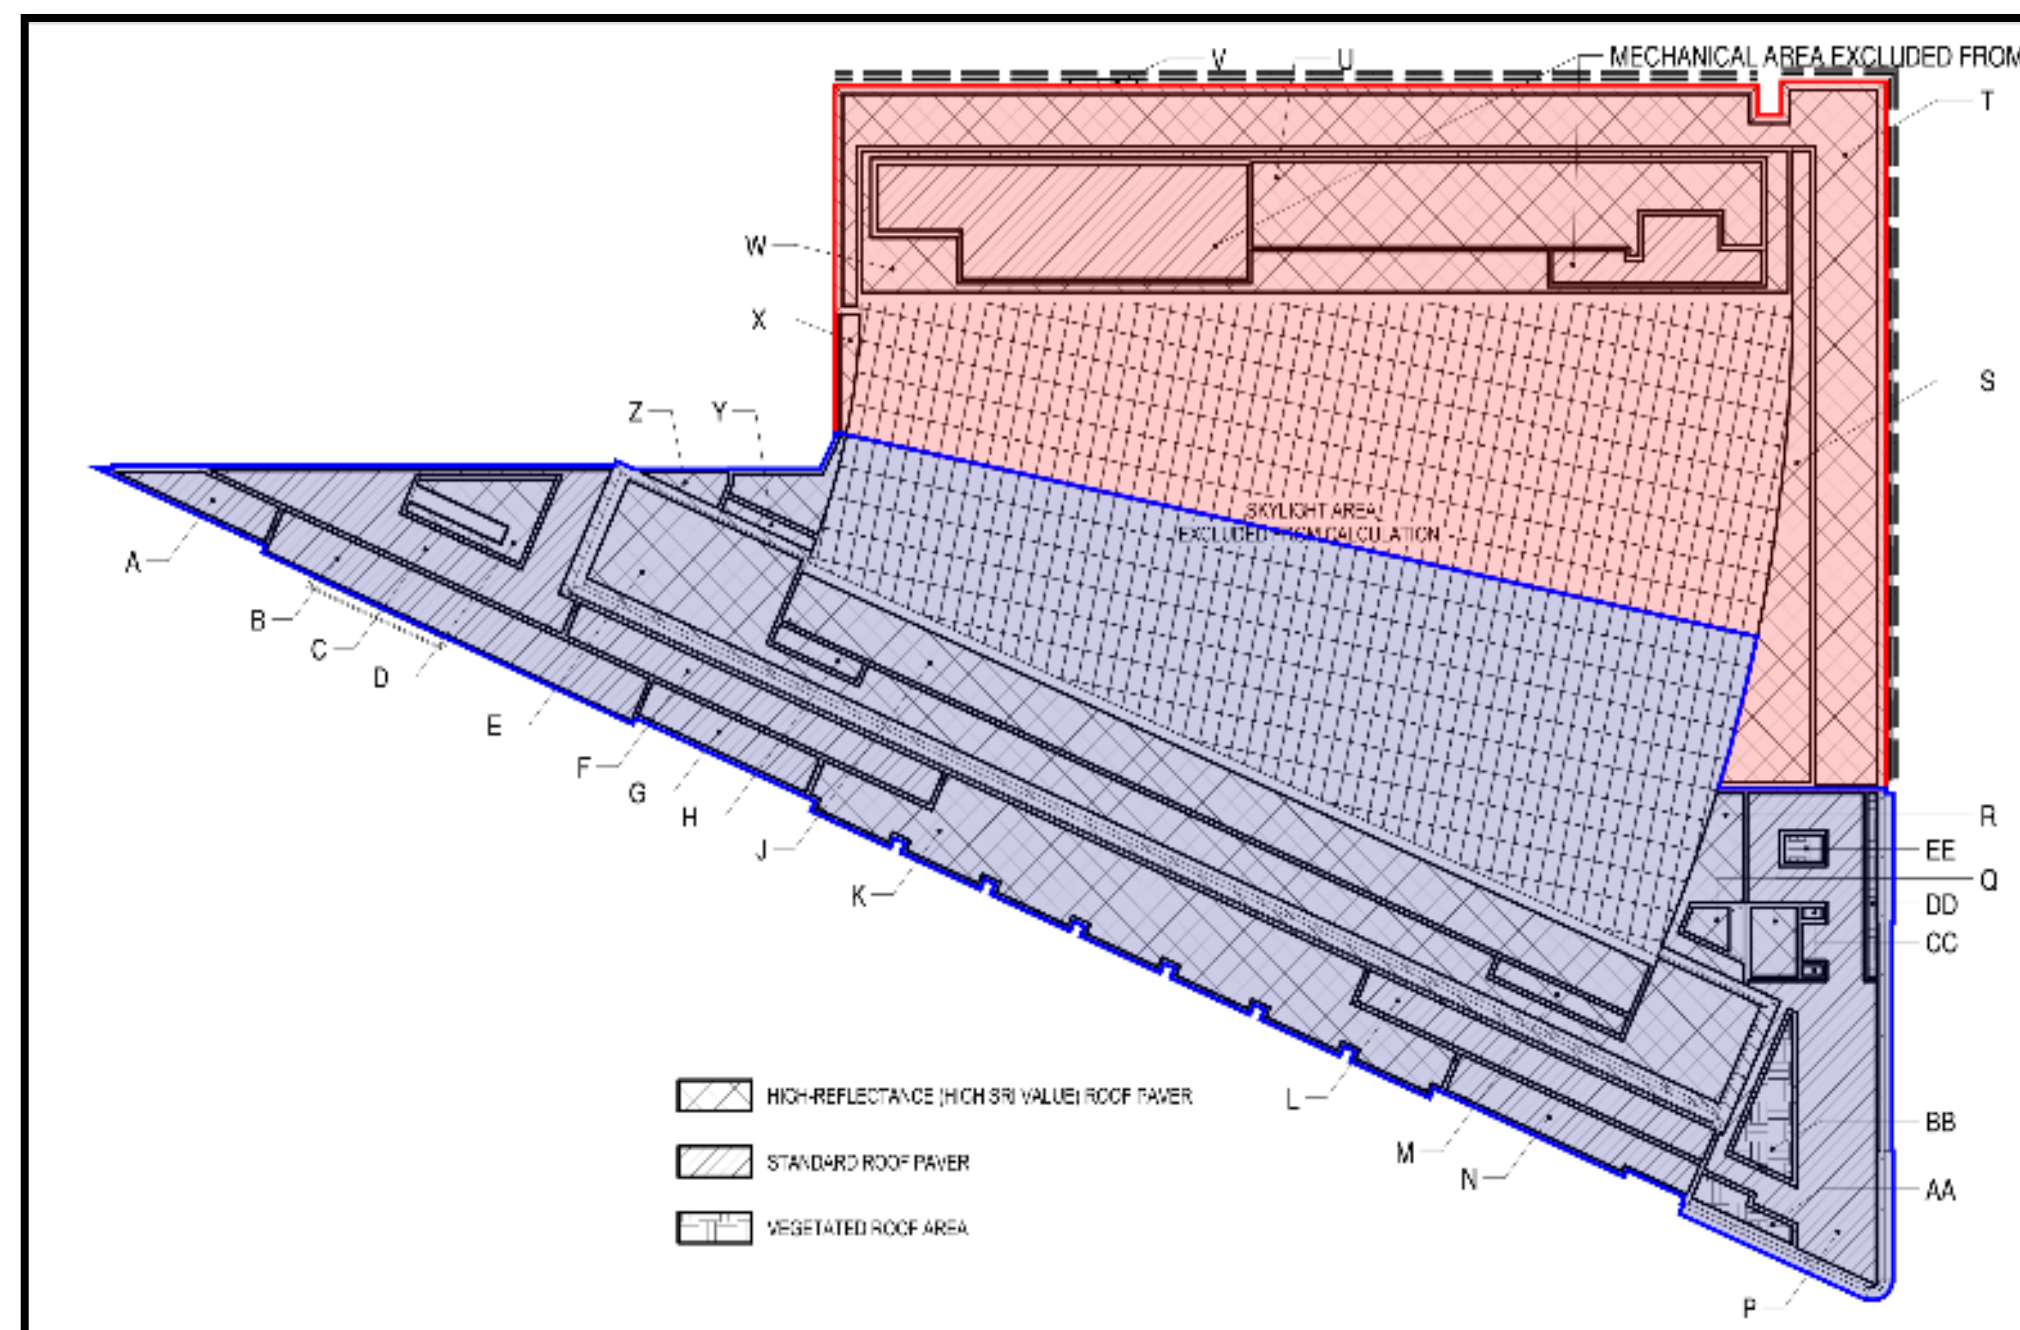 V
U
MECHANICAL AREA EXCLUDED FROM
T
W
X
S
Z
Y
SKYLIGHT AREA,
EXCLUDED FROM CALCULATION
A
B
C
D
E
F
G
H
J
K
R
EE
Q
DD
CC
L
M
N
BB
AA
P
HIGH-REFLECTANCE (HIGH SRI VALUE) ROOF PAVER
STANDARD ROOF PAVER
VEGETATED ROOF AREA